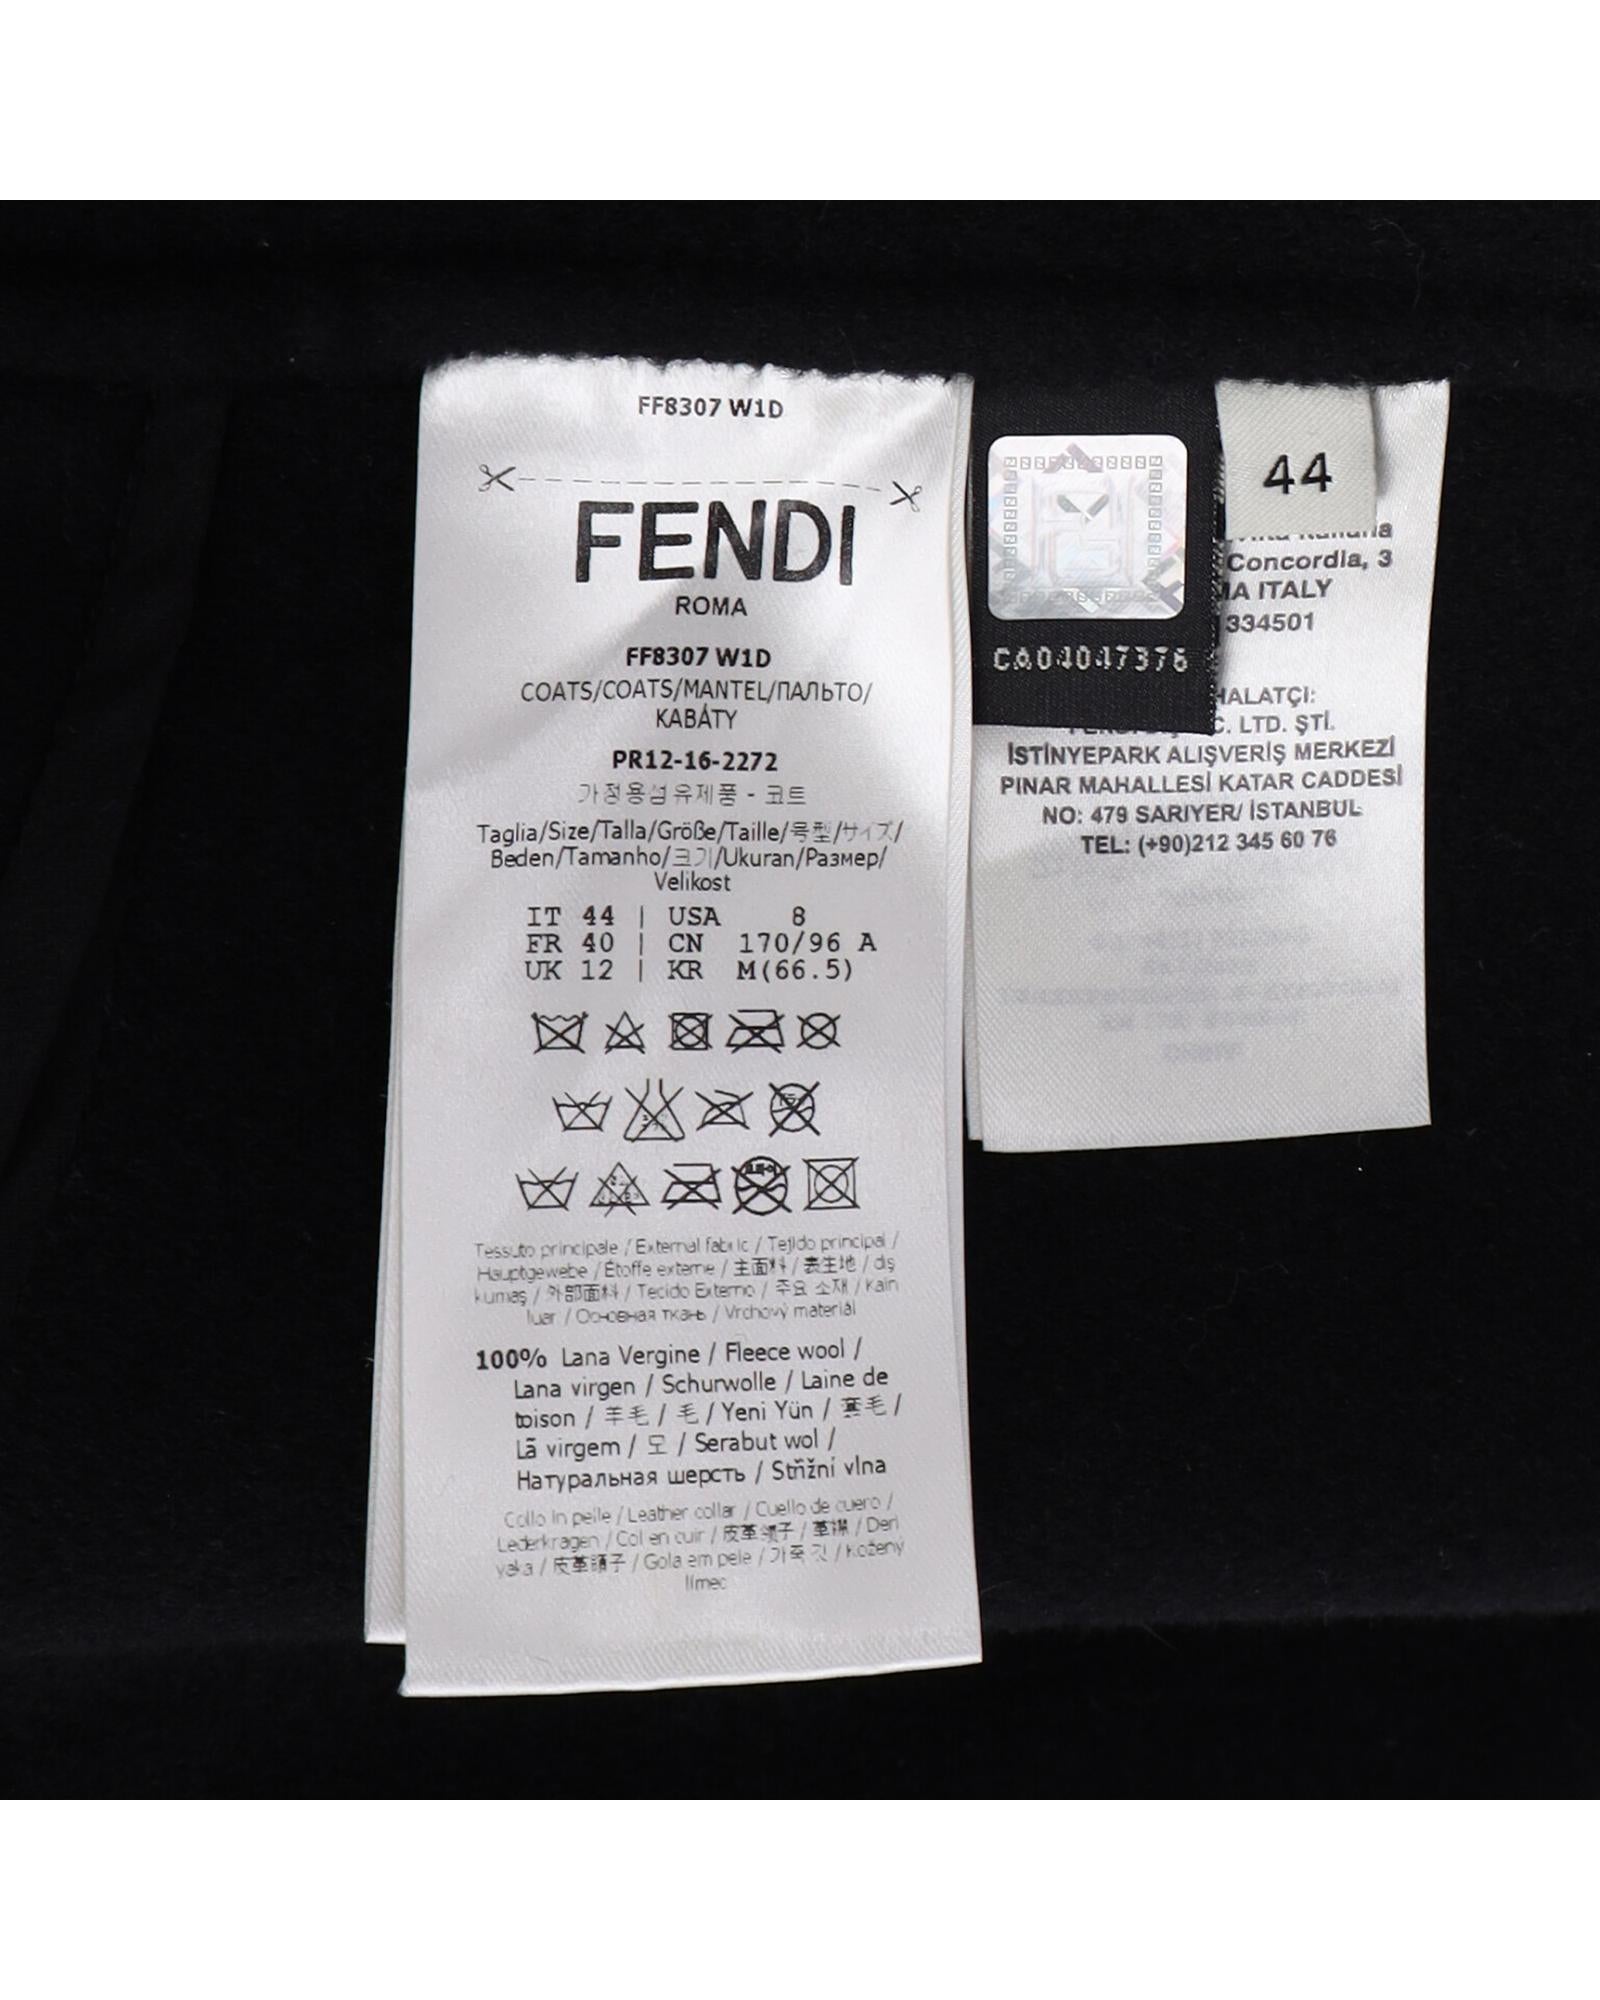 FF8307 W1D
FENDI
ROMA
FF8307 W1D
COATS/COATS/MANTEL/ПАЛЬТО/
KABÁTY
PR12-16-2272
가정용섬유제품 - 코트
Taglia/Size/Talla/Größe/Taille/号型/サイズ/
Beden/Tamanho/크기/Ukuran/Размер/
Velikost
IT 44 | USA 8
FR 40 | CN 170/96 A
UK 12 | KR M(66.5)
Tessuto principale / External fabric / Tejido principal /
Hauptgewebe / Étoffe externe / 主面料 / 表生地 / dış
kumaş / 外部面料 / Tecido Externo / 주요 소재 / Kain
luar / Основная ткань / Vrchový materiál
100% Lana Vergine / Fleece wool /
Lana virgen / Schurwolle / Laine de
toison / 羊毛 / 毛 / Yeni Yün / 毛 /
Lã virgem / 모 / Serabut wol /
Натуральная шерсть / Střižní vlna
Collo in pelle / Leather collar / Cuello de cuero /
Lederkragen / Col en cuir / 皮革領子 / 革襟 / Deri
yaka / 皮革領子 / Gola em pele / 가죽 깃 / Kožený
límec
CA04047376
44
Concordia, 3
MA ITALY
334501
HALATÇI:
C. LTD. ŞTİ.
İSTİNYEPARK ALIŞVERİŞ MERKEZİ
PINAR MAHALLESİ KATAR CADDESİ
NO: 479 SARIYER/ İSTANBUL
TEL: (+90)212 345 60 76